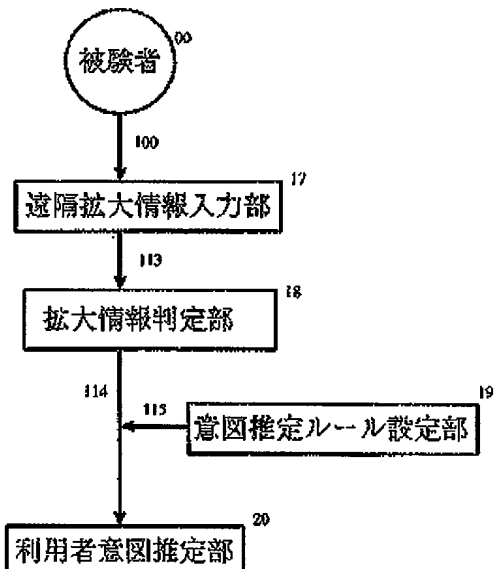 00
被験者
100
17
遠隔拡大情報入力部
113
18
拡大情報判定部
114
115
19
意図推定ルール設定部
20
利用者意図推定部